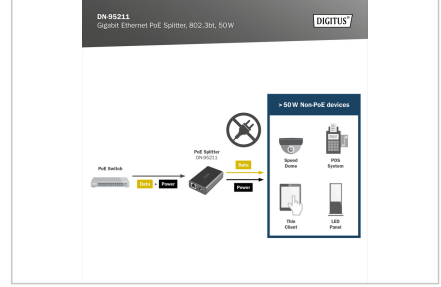 DN-95211
Gigabit Ethernet PoE Splitter, 802.3bt, 50 W
DIGITUS®
> 50 W Non-PoE devices
PoE Switch
Data + Power
PoE Splitter
DN-95211
Data
Power
Speed
Dome
POS
System
Thin
Client
LED
Panel